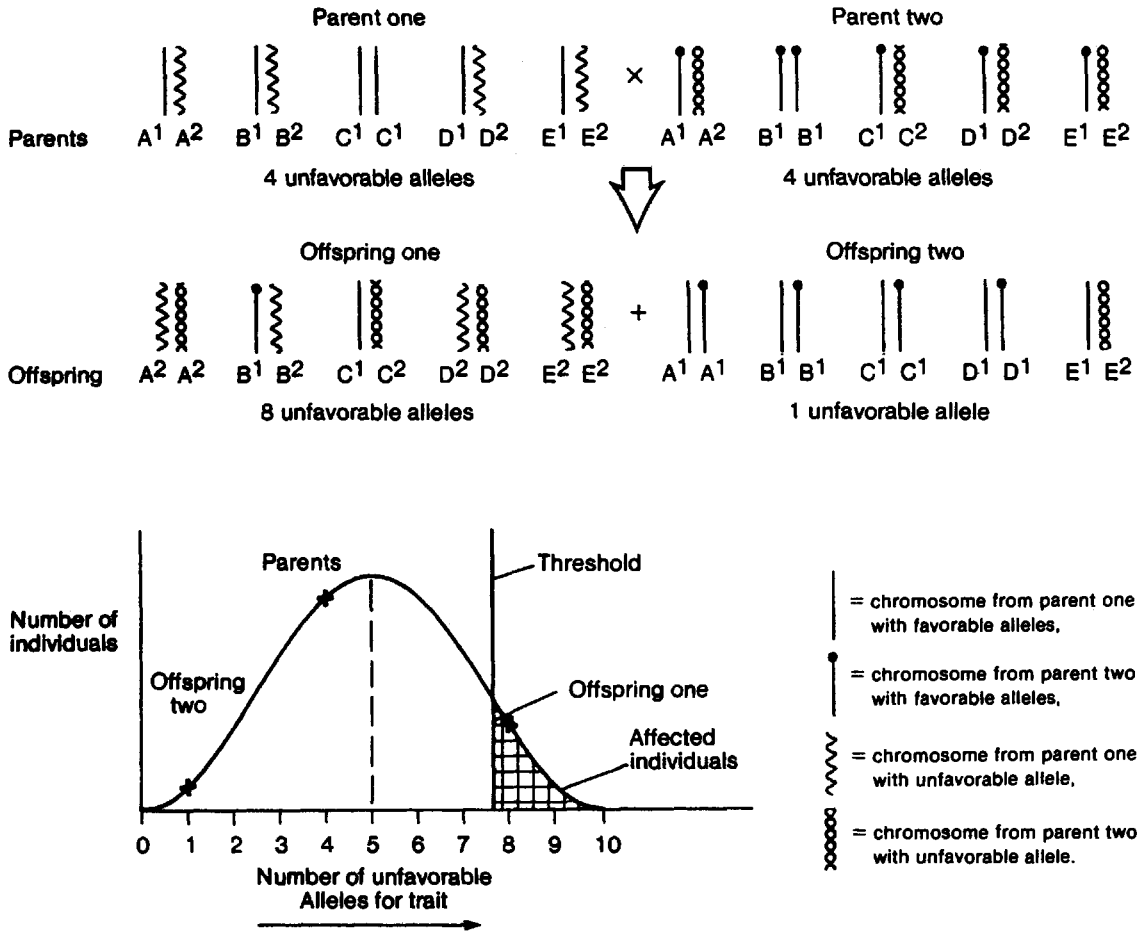 Parent one Parent two
Parents A1 A2 B1 B2 C1 C1 D1 D2 E1 E2 × A1 A2 B1 B1 C1 C2 D1 D2 E1 E2
4 unfavorable alleles 4 unfavorable alleles
Offspring one Offspring two
+
Offspring A2 A2 B1 B2 C1 C2 D2 D2 E2 E2 A1 A1 B1 B1 C1 C1 D1 D1 E1 E2
8 unfavorable alleles 1 unfavorable allele
Number of
individuals
Parents
Threshold
Offspring
two
Offspring one
Affected
individuals
0 1 2 3 4 5 6 7 8 9 10
Number of unfavorable
Alleles for trait
= chromosome from parent one
with favorable alleles,
= chromosome from parent two
with favorable alleles,
= chromosome from parent one
with unfavorable allele,
= chromosome from parent two
with unfavorable allele.